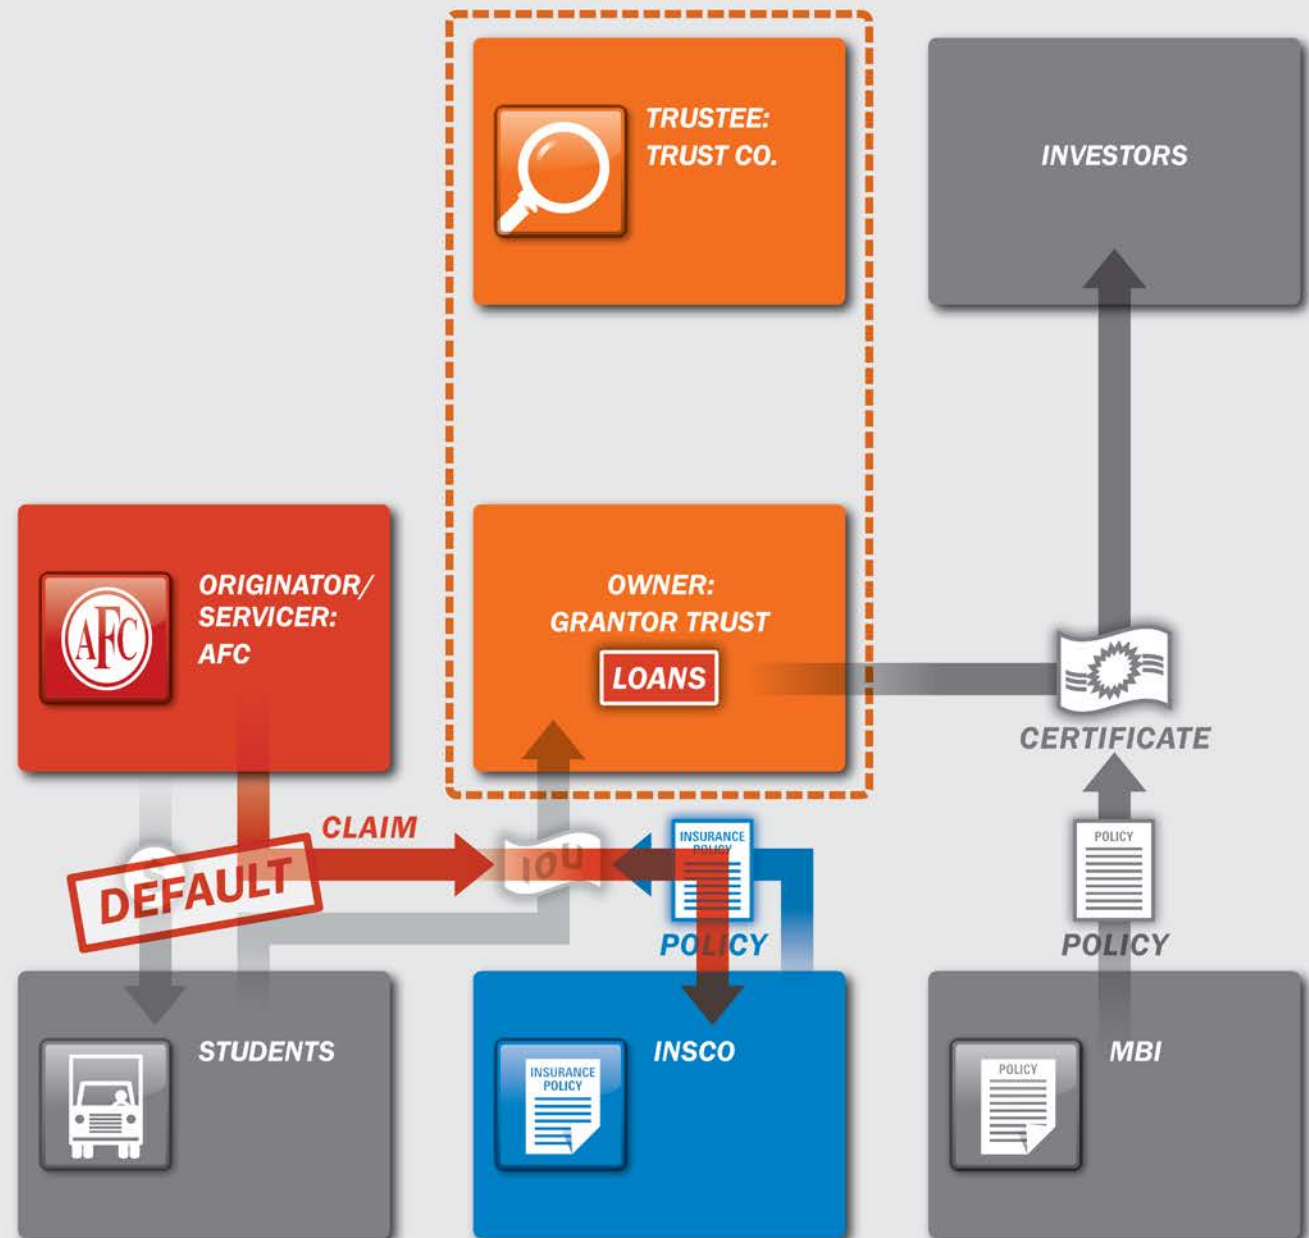 TRUSTEE:
TRUST CO.
INVESTORS
AFC
ORIGINATOR/
SERVICER:
AFC
OWNER:
GRANTOR TRUST
LOANS
CERTIFICATE
CLAIM
DEFAULT
IOU
INSURANCE
POLICY
POLICY
POLICY
POLICY
STUDENTS
INSURANCE
POLICY
INSCO
POLICY
MBI